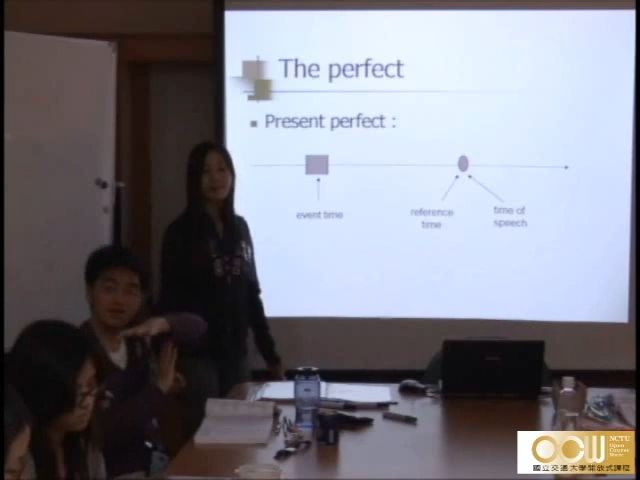 The perfect
Present perfect :
event time
reference
time
time of
speech
OCW
NCTU
Open Course
Ware
國立交通大學開放式課程